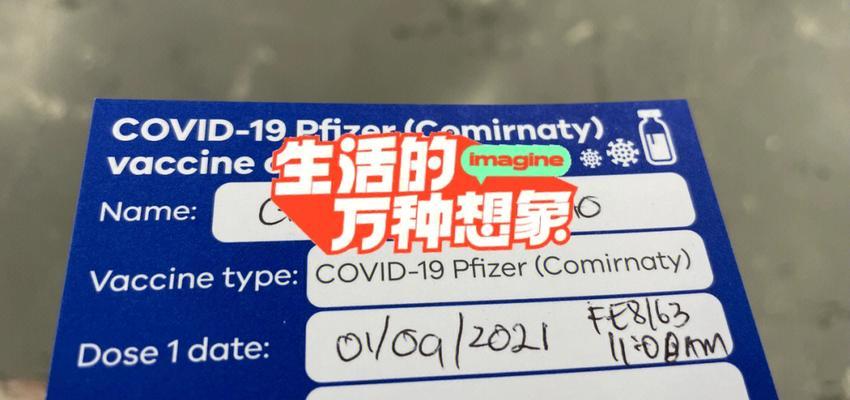 COVID-19 Pfizer (Comirnaty)
vaccine
生活的
imagine
万种想象
Name:
Vaccine type: COVID-19 Pfizer (Comirnaty)
Dose 1 date: 01/09/2021 FE8163
11:00AM